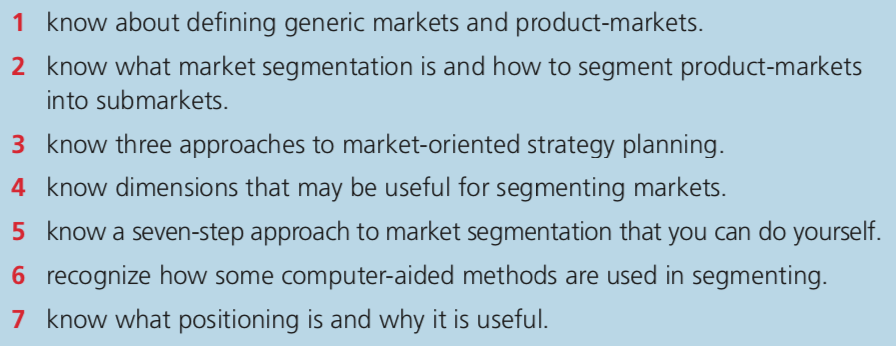 1 know about defining generic markets and product-markets.
2 know what market segmentation is and how to segment product-markets
into submarkets.
3 know three approaches to market-oriented strategy planning.
4 know dimensions that may be useful for segmenting markets.
5 know a seven-step approach to market segmentation that you can do yourself.
6 recognize how some computer-aided methods are used in segmenting.
7 know what positioning is and why it is useful.